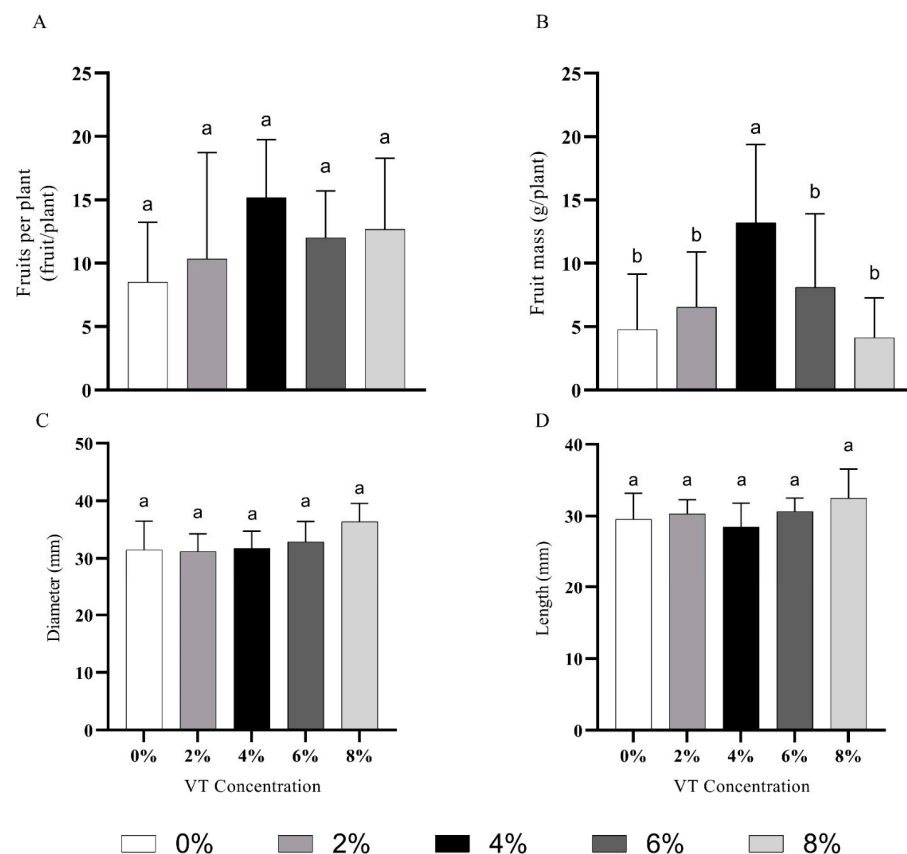 A
B
25
20
15
10
5
0
Fruits per plant
(fruit/plant)
a
a
a
a
a
25
20
15
10
5
0
Fruit mass (g/plant)
b
b
a
b
b
C
D
50
40
30
20
10
0
Diameter (mm)
a
a
a
a
a
0% 2% 4% 6% 8%
VT Concentration
40
30
20
10
0
Length (mm)
a
a
a
a
a
0% 2% 4% 6% 8%
VT Concentration
0% 2% 4% 6% 8%